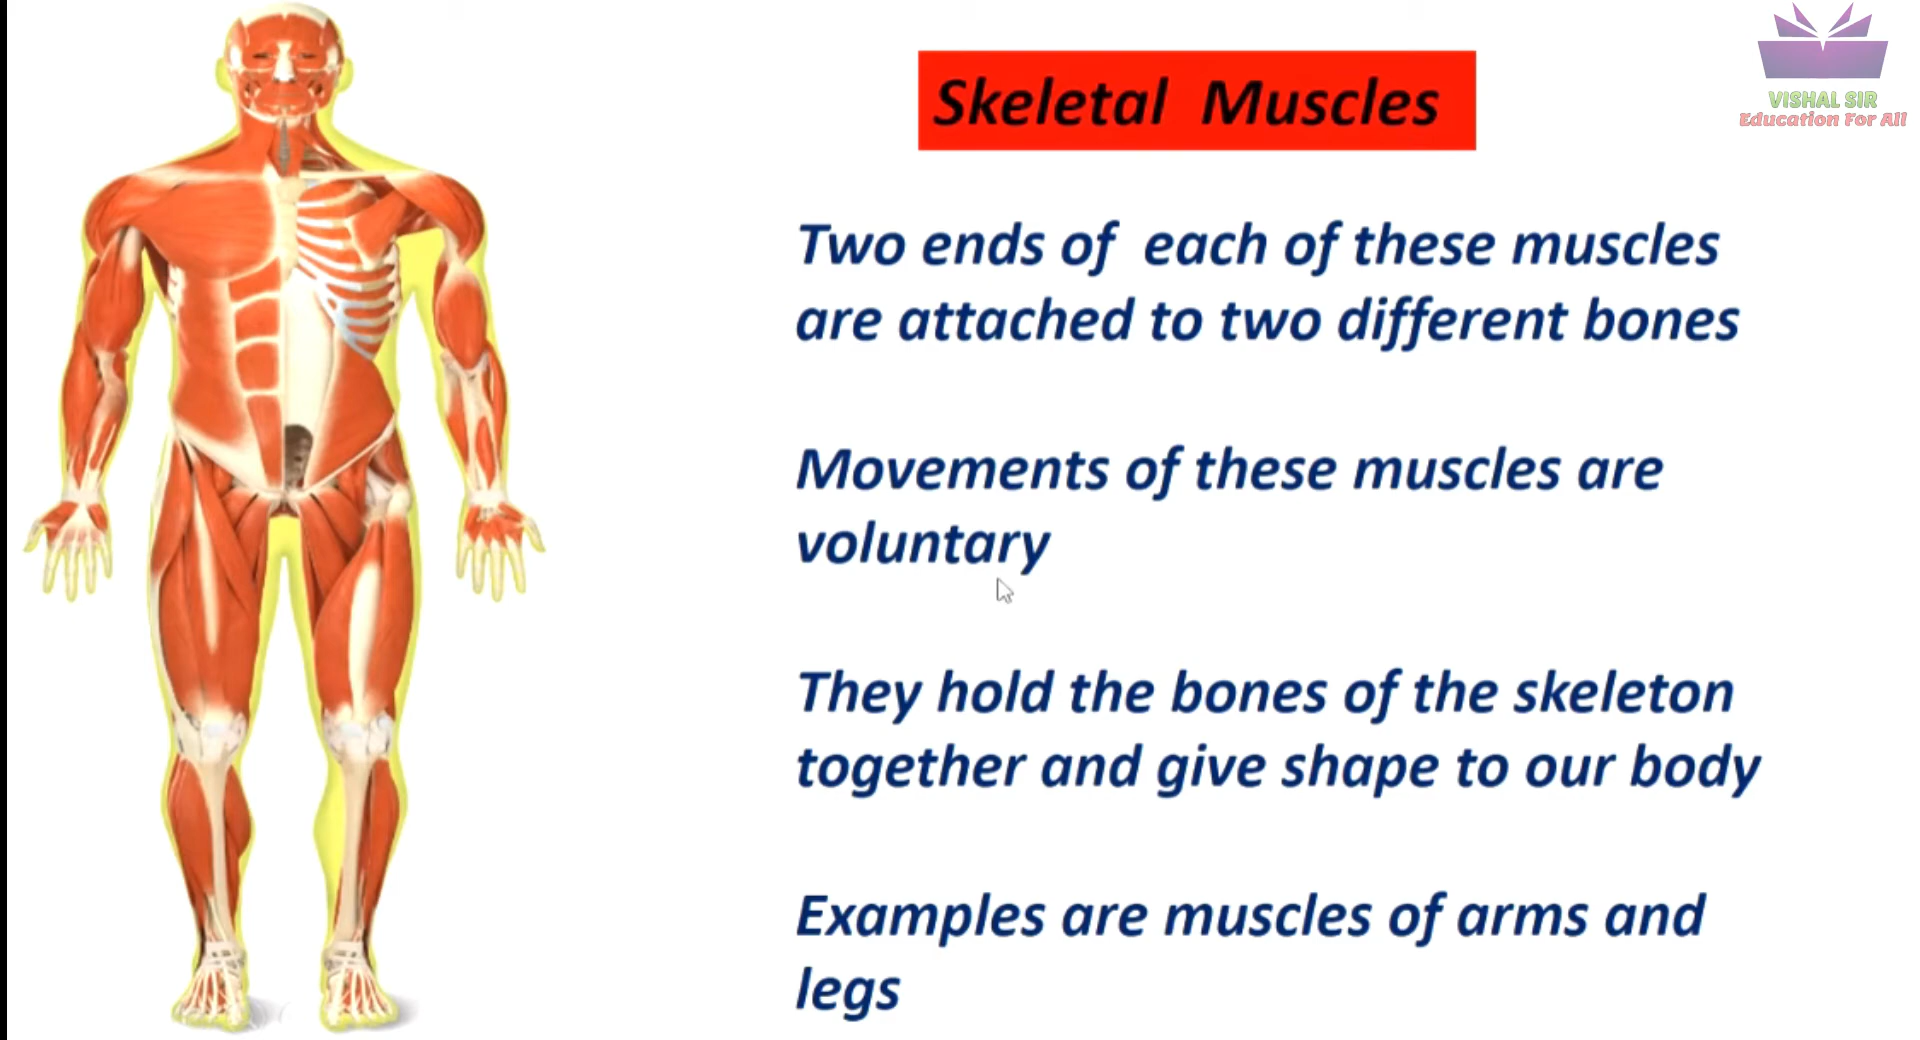 Skeletal Muscles
VISHAL SIR
Education For All
Two ends of each of these muscles
are attached to two different bones
Movements of these muscles are
voluntary
They hold the bones of the skeleton
together and give shape to our body
Examples are muscles of arms and
legs